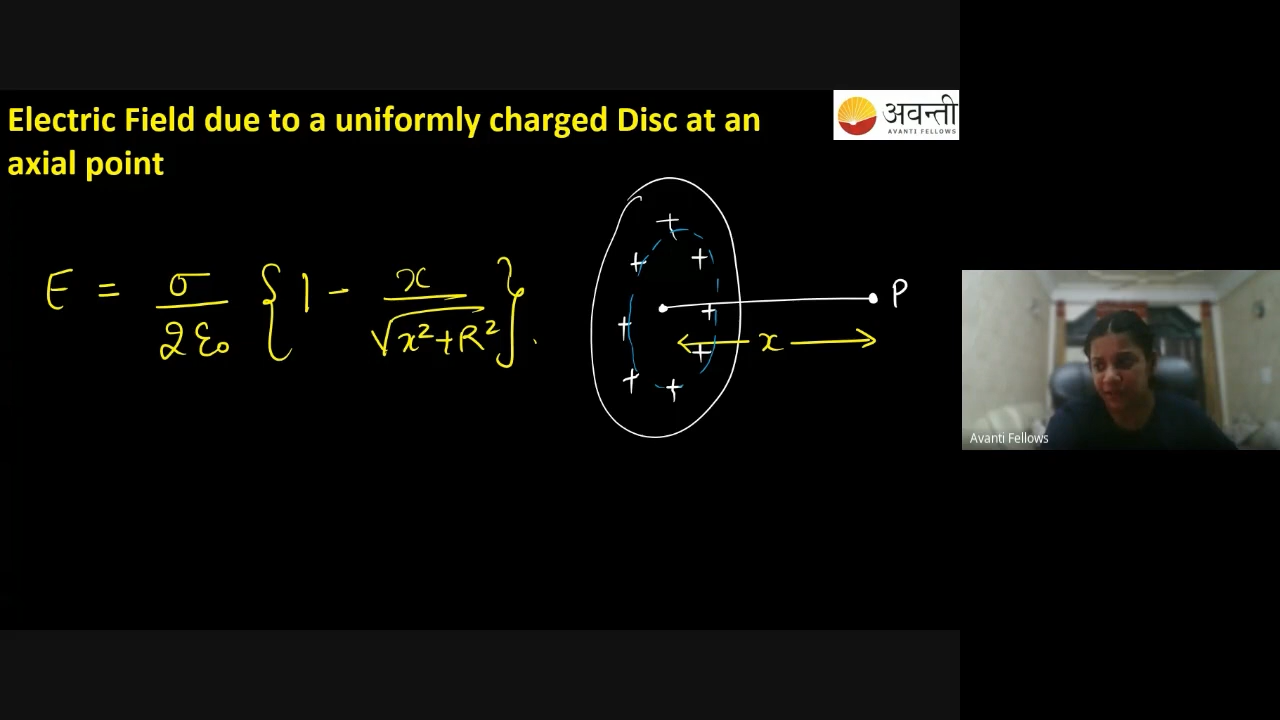 Electric Field due to a uniformly charged Disc at an
axial point
अवन्ती
AVANTI FELLOWS
E = σ/2ε₀ {1 - x/√x²+R²}.
+
+ +
+ +
+
+ +
P
x
Avanti Fellows